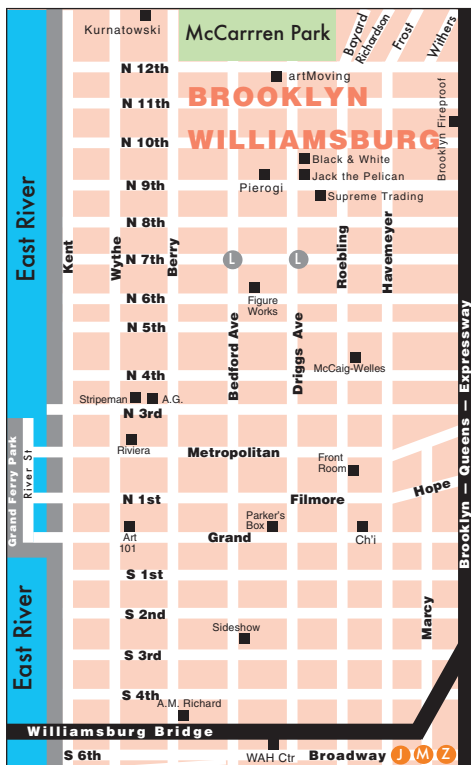 Kurnatowski
McCarrren Park
Bayard
Richardson
Frost
Withers
N 12th
artMoving
N 11th
BROOKLYN
Brooklyn Fireproof
N 10th
WILLIAMSBURG
Black & White
Jack the Pelican
Pierogi
N 9th
Supreme Trading
East River
N 8th
Kent
Wythe
Berry
N 7th
L
L
Roebling
Havemeyer
N 6th
Figure
Works
N 5th
Bedford Ave
Driggs Ave
McCaig-Welles
N 4th
Stripeman
A.G.
N 3rd
Brooklyn — Queens — Expressway
Grand Ferry Park
River St
Riviera
Metropolitan
Front
Room
Hope
N 1st
Filmore
Parker's
Box
Art
101
Grand
Ch'i
S 1st
East River
S 2nd
Marcy
Sideshow
S 3rd
S 4th
A.M. Richard
Williamsburg Bridge
S 6th
WAH Ctr
Broadway
J M Z